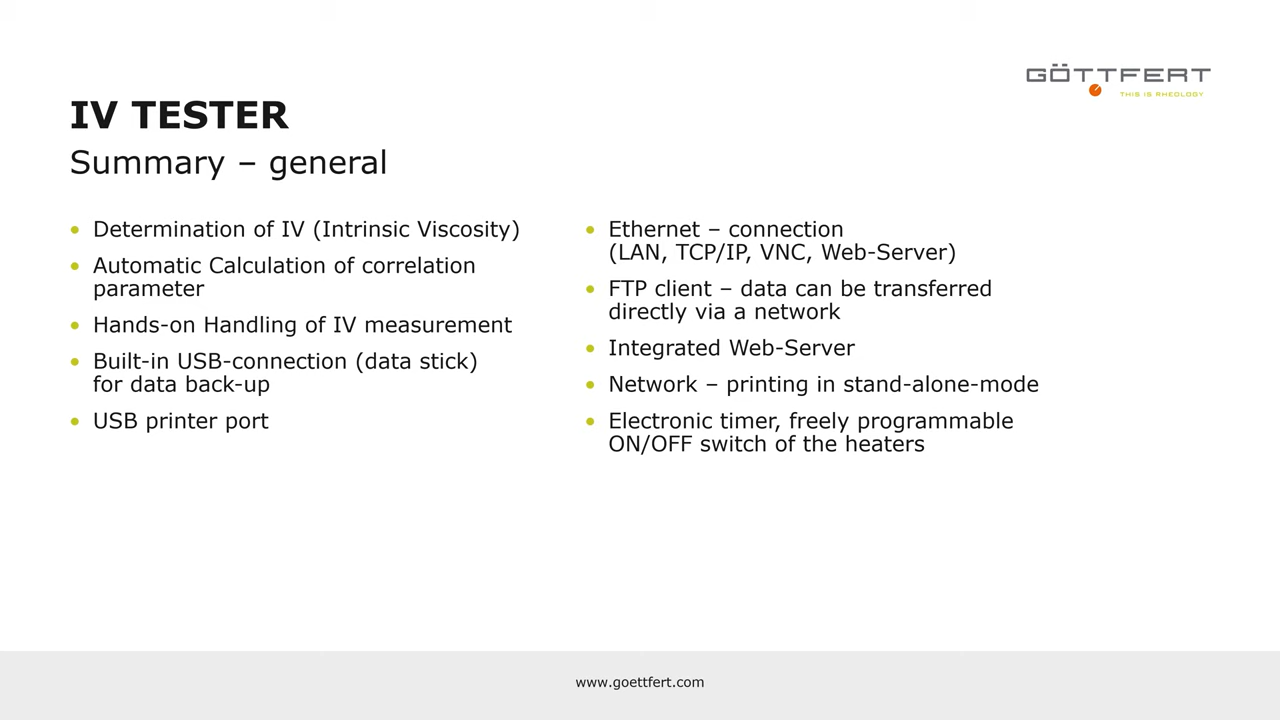 GÖTTFERT
THIS IS RHEOLOGY
IV TESTER
Summary – general
• Determination of IV (Intrinsic Viscosity)
• Automatic Calculation of correlation
parameter
• Hands-on Handling of IV measurement
• Built-in USB-connection (data stick)
for data back-up
• USB printer port
• Ethernet – connection
(LAN, TCP/IP, VNC, Web-Server)
• FTP client – data can be transferred
directly via a network
• Integrated Web-Server
• Network – printing in stand-alone-mode
• Electronic timer, freely programmable
ON/OFF switch of the heaters
www.goettfert.com